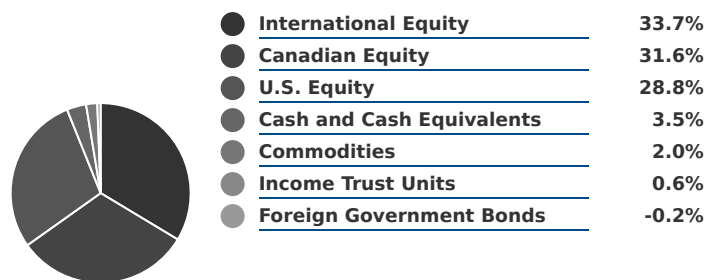 International Equity 33.7%
Canadian Equity 31.6%
U.S. Equity 28.8%
Cash and Cash Equivalents 3.5%
Commodities 2.0%
Income Trust Units 0.6%
Foreign Government Bonds -0.2%